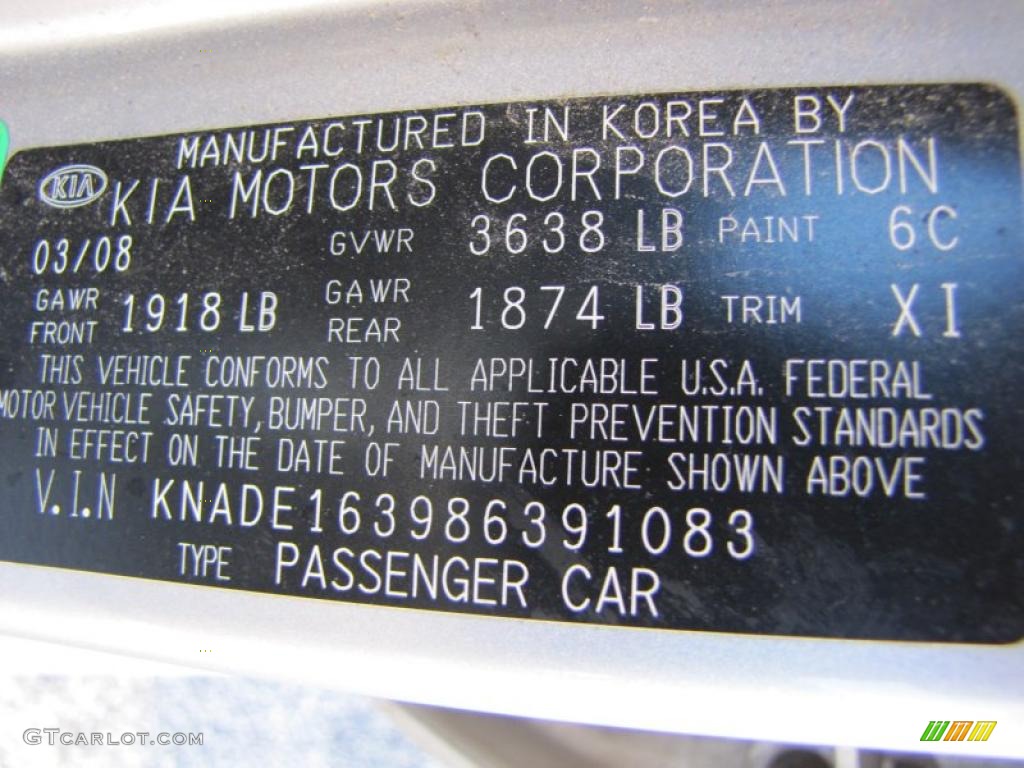 MANUFACTURED IN KOREA BY
KIA KIA MOTORS CORPORATION
03/08 GVWR 3638 LB PAINT 6C
GAWR FRONT 1918 LB GAWR REAR 1874 LB TRIM XI
THIS VEHICLE CONFORMS TO ALL APPLICABLE U.S.A. FEDERAL
MOTOR VEHICLE SAFETY, BUMPER, AND THEFT PREVENTION STANDARDS
IN EFFECT ON THE DATE OF MANUFACTURE SHOWN ABOVE
V.I.N KNADE163986391083
TYPE PASSENGER CAR
GTCARLOT.COM